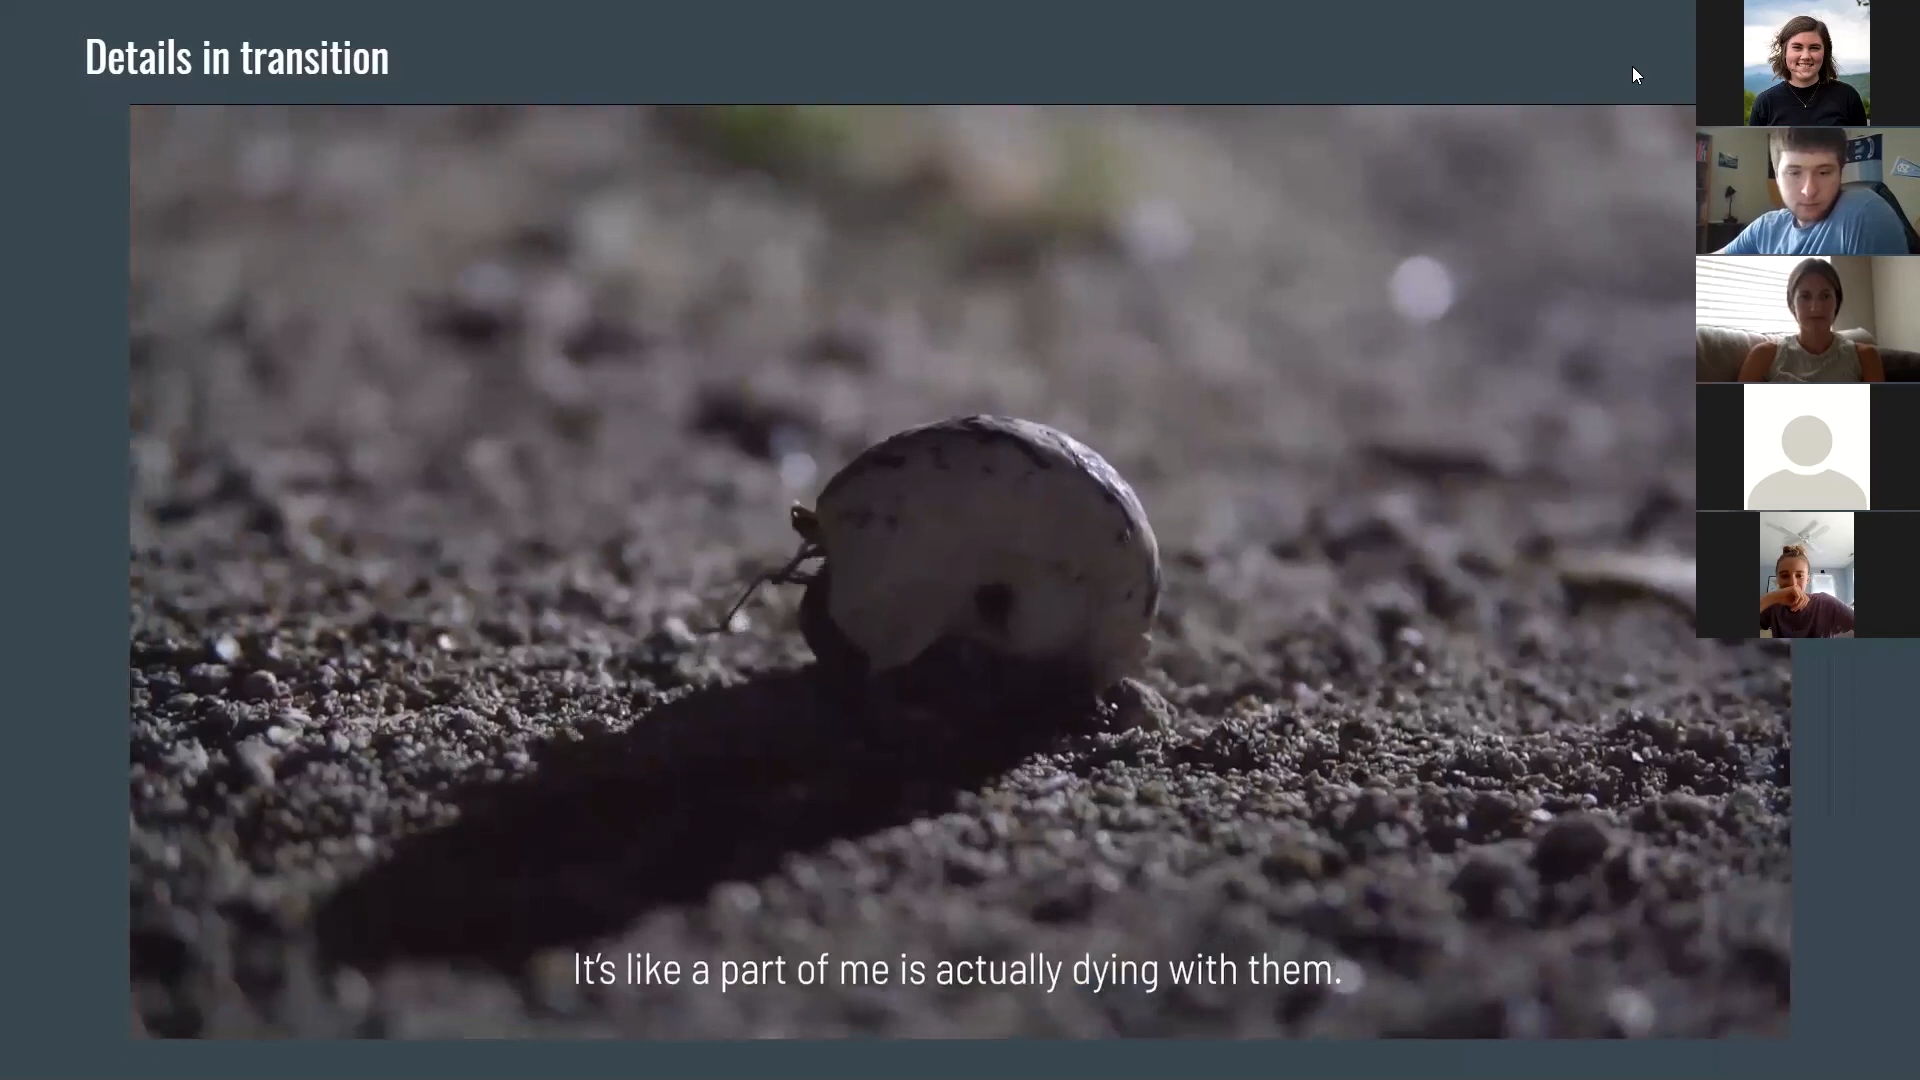 Details in transition
It's like a part of me is actually dying with them.